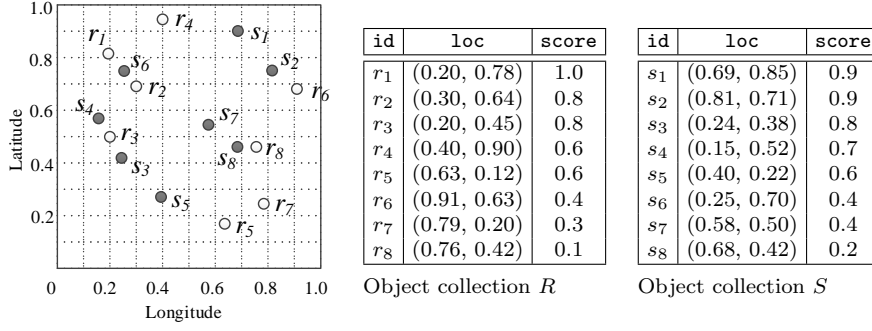 1.0
0.8
0.6
0.4
0.2
0 0.2 0.4 0.6 0.8 1.0
Latitude
Longitude
r4
s1
r1
s6
s2
r2
r6
s4
s7
r3
s8 r8
s3
s5
r7
r5
id loc score
r1 (0.20, 0.78) 1.0
r2 (0.30, 0.64) 0.8
r3 (0.20, 0.45) 0.8
r4 (0.40, 0.90) 0.6
r5 (0.63, 0.12) 0.6
r6 (0.91, 0.63) 0.4
r7 (0.79, 0.20) 0.3
r8 (0.76, 0.42) 0.1
Object collection R
id loc score
s1 (0.69, 0.85) 0.9
s2 (0.81, 0.71) 0.9
s3 (0.24, 0.38) 0.8
s4 (0.15, 0.52) 0.7
s5 (0.40, 0.22) 0.6
s6 (0.25, 0.70) 0.4
s7 (0.58, 0.50) 0.4
s8 (0.68, 0.42) 0.2
Object collection S